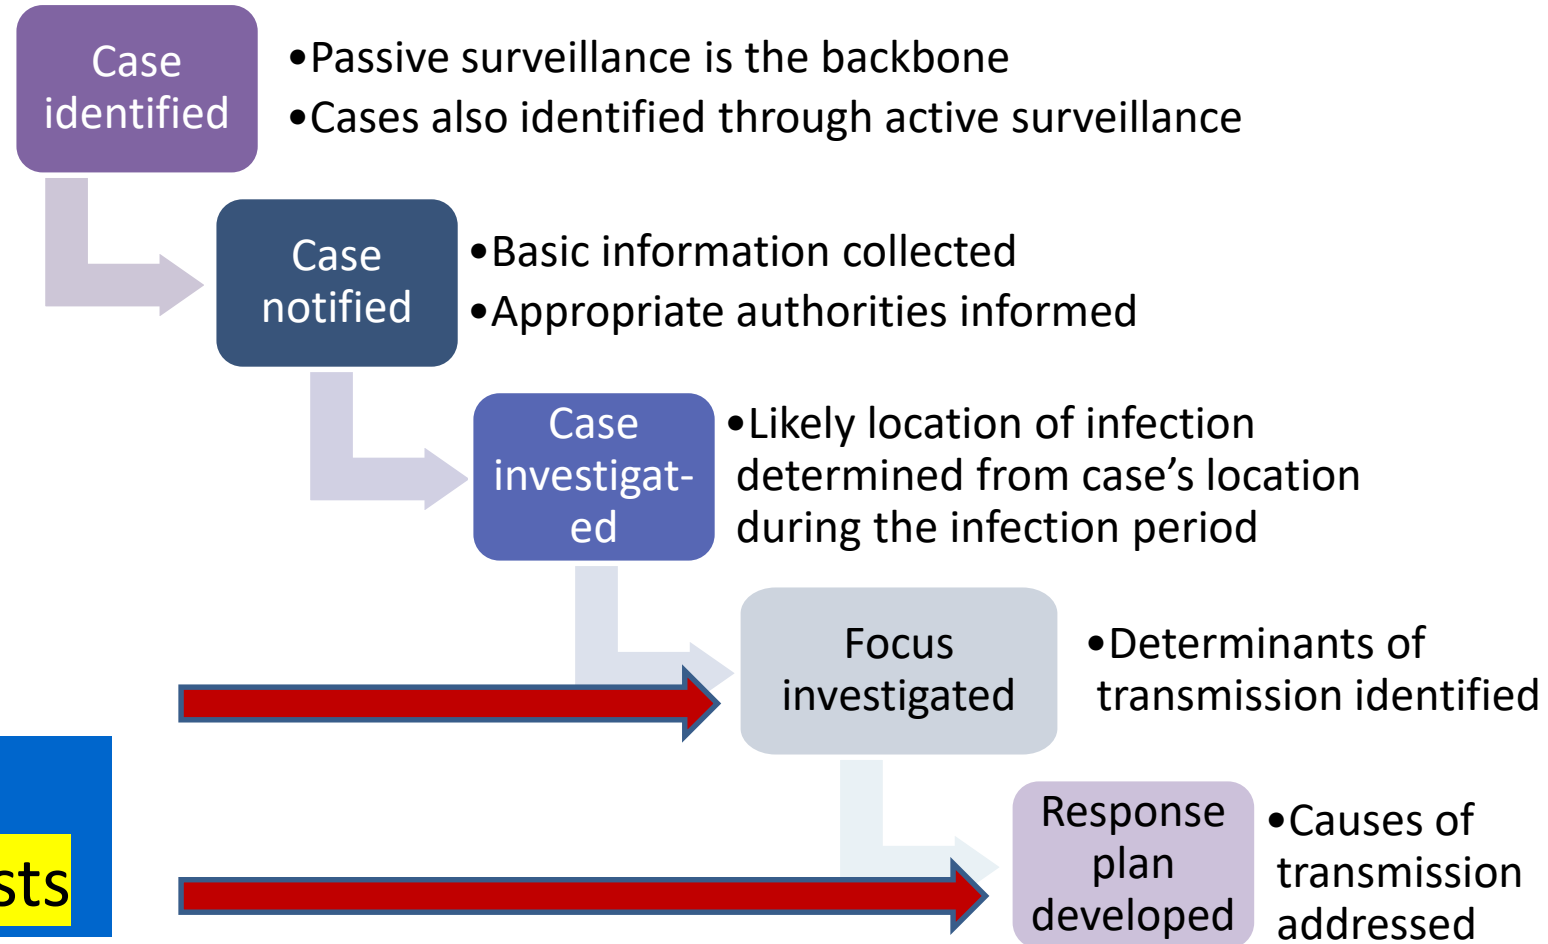 Case
identified
•Passive surveillance is the backbone
•Cases also identified through active surveillance
Case
notified
•Basic information collected
•Appropriate authorities informed
Case
investigat-
ed
•Likely location of infection
determined from case’s location
during the infection period
Focus
investigated
•Determinants of
transmission identified
Response
plan
developed
•Causes of
transmission
addressed
sts